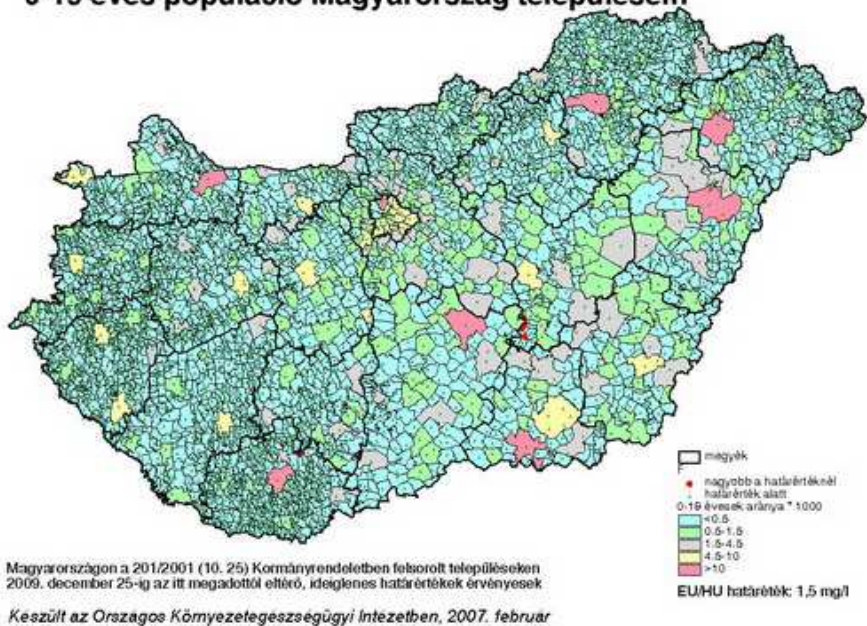 0-19 éves populáció Magyarország településein
megyék
nagyobb a határértéknél
határérték alatt
0-19 évesek aránya * 1000
<0.5
0.5-1.5
1.5-4.5
4.5-10
>10
EU/HU határéték: 1,5 mg/l
Magyarországon a 201/2001 (10. 25) Kormányrendeletben felsorolt településeken
2009. december 25-ig az itt megadottól eltérő, ideiglenes határértékek érvényesek
Készült az Országos Környezetegészségügyi Intézetben, 2007. február